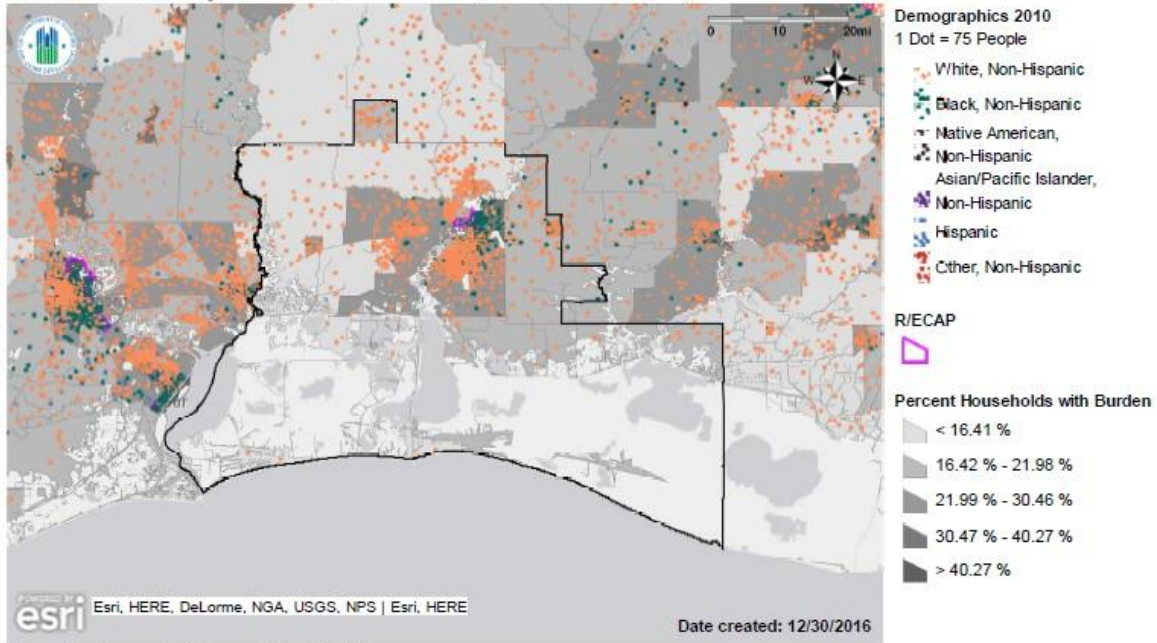 0 10 20mi
N
W E
S
Demographics 2010
1 Dot = 75 People
White, Non-Hispanic
Black, Non-Hispanic
Native American,
Non-Hispanic
Asian/Pacific Islander,
Non-Hispanic
Hispanic
Other, Non-Hispanic
R/ECAP
Percent Households with Burden
< 16.41 %
16.42 % - 21.98 %
21.99 % - 30.46 %
30.47 % - 40.27 %
> 40.27 %
POWERED BY
esri
Esri, HERE, DeLorme, NGA, USGS, NPS | Esri, HERE
Date created: 12/30/2016